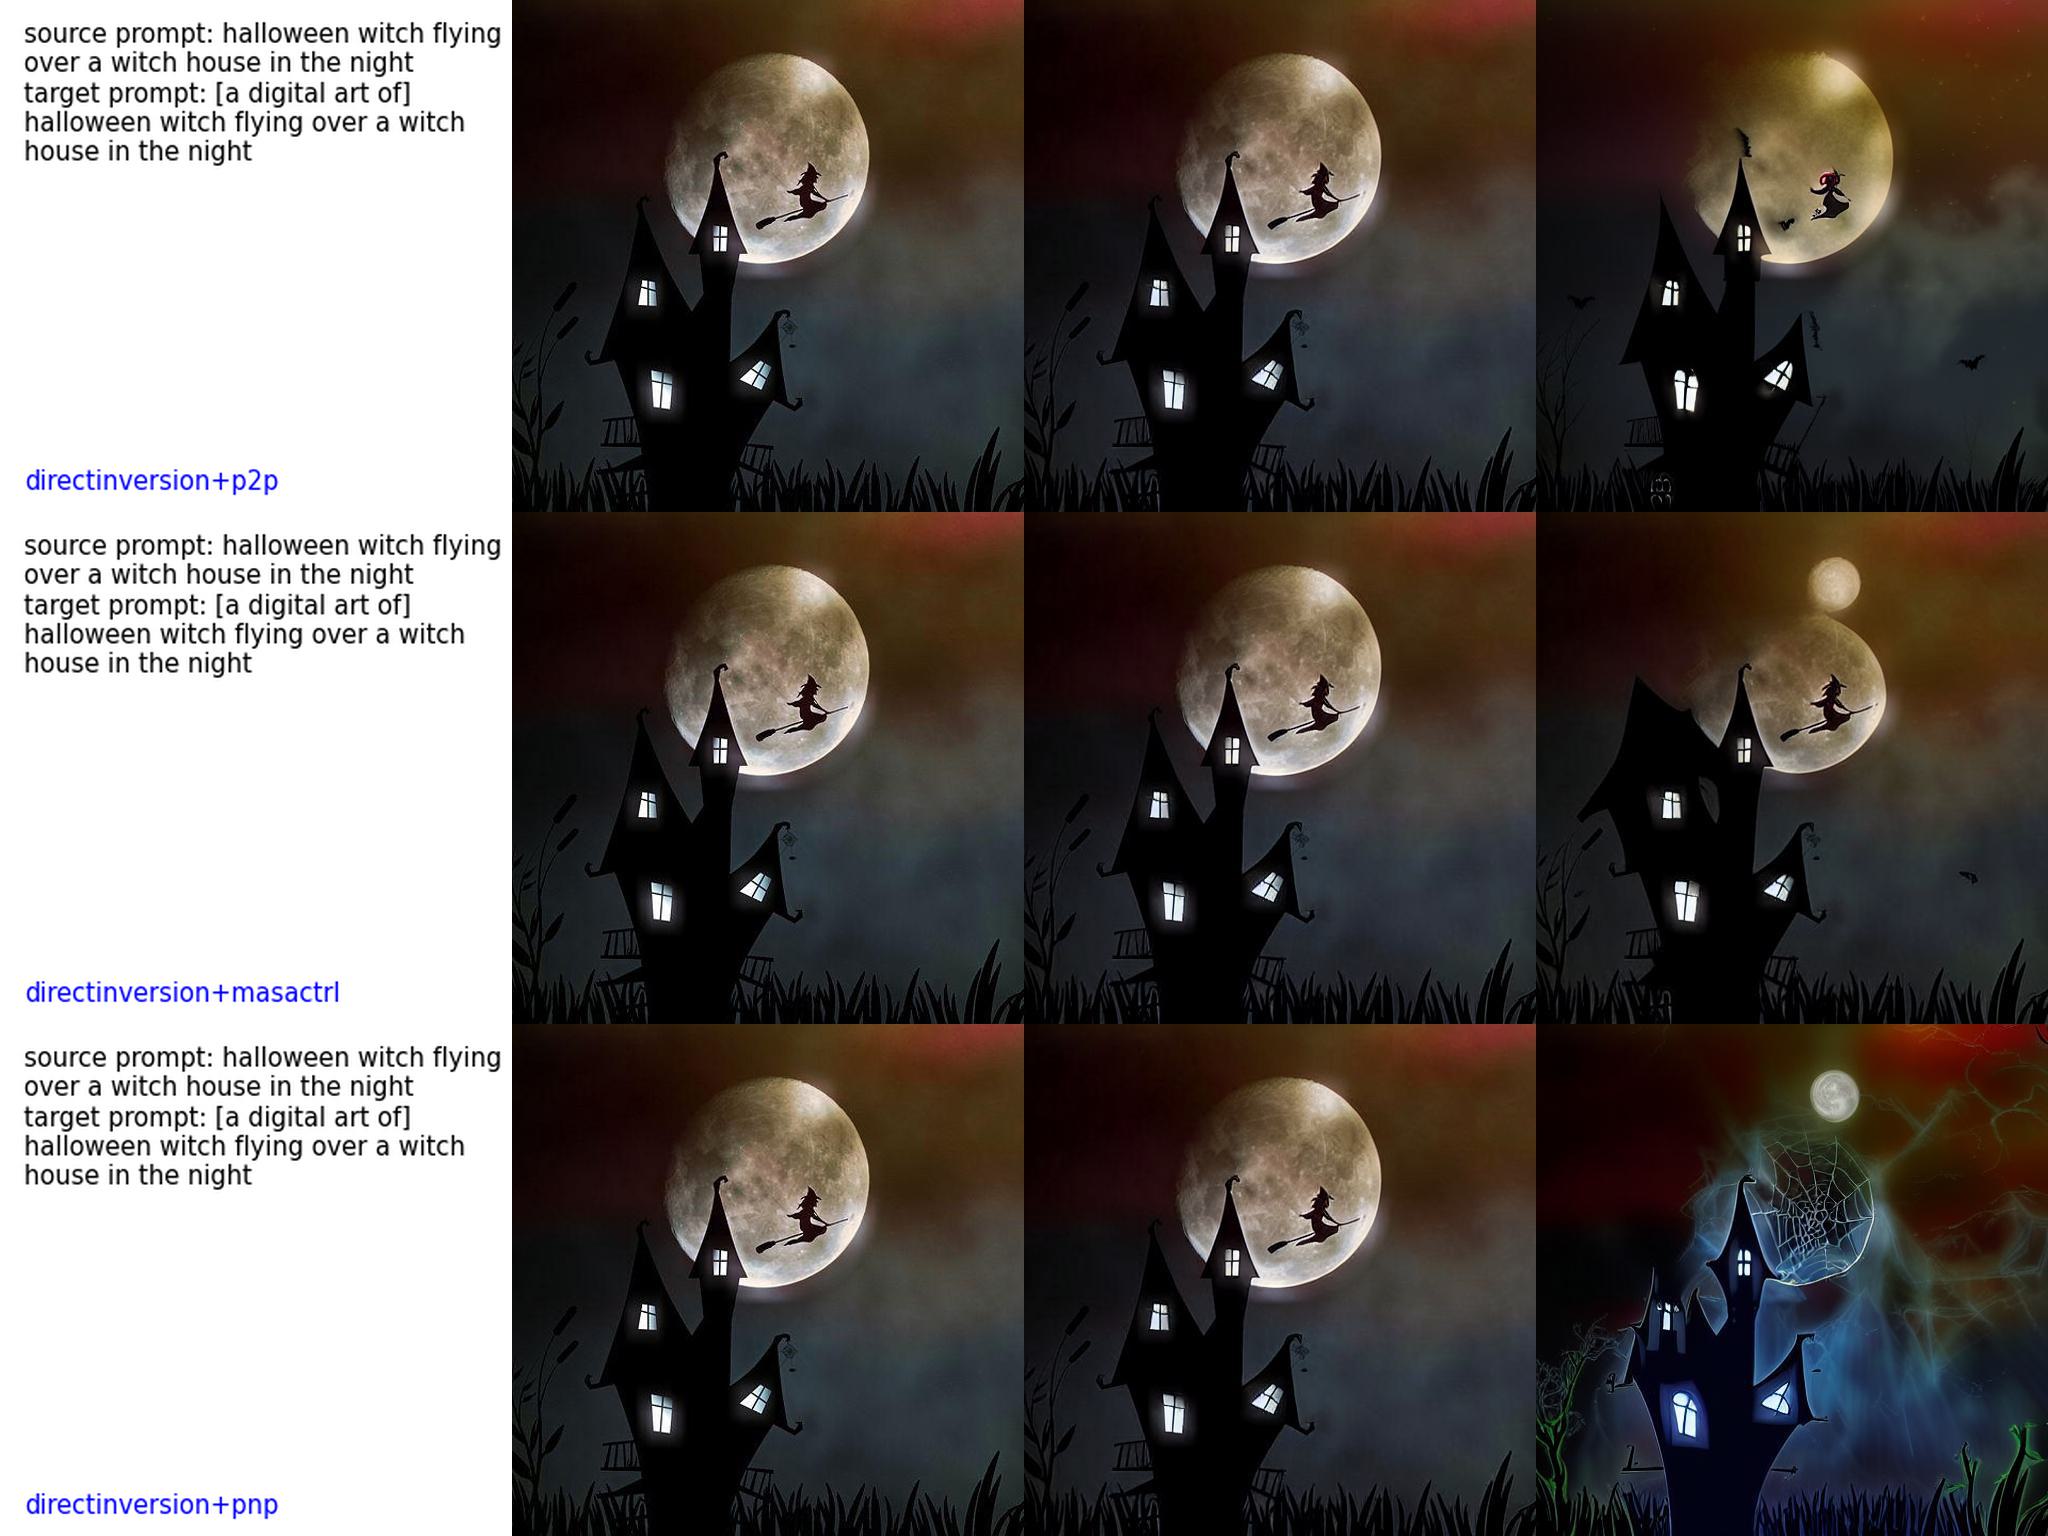 source prompt: halloween witch flying
over a witch house in the night
target prompt: [a digital art of]
halloween witch flying over a witch
house in the night
directinversion+p2p
source prompt: halloween witch flying
over a witch house in the night
target prompt: [a digital art of]
halloween witch flying over a witch
house in the night
directinversion+masactrl
source prompt: halloween witch flying
over a witch house in the night
target prompt: [a digital art of]
halloween witch flying over a witch
house in the night
directinversion+pnp